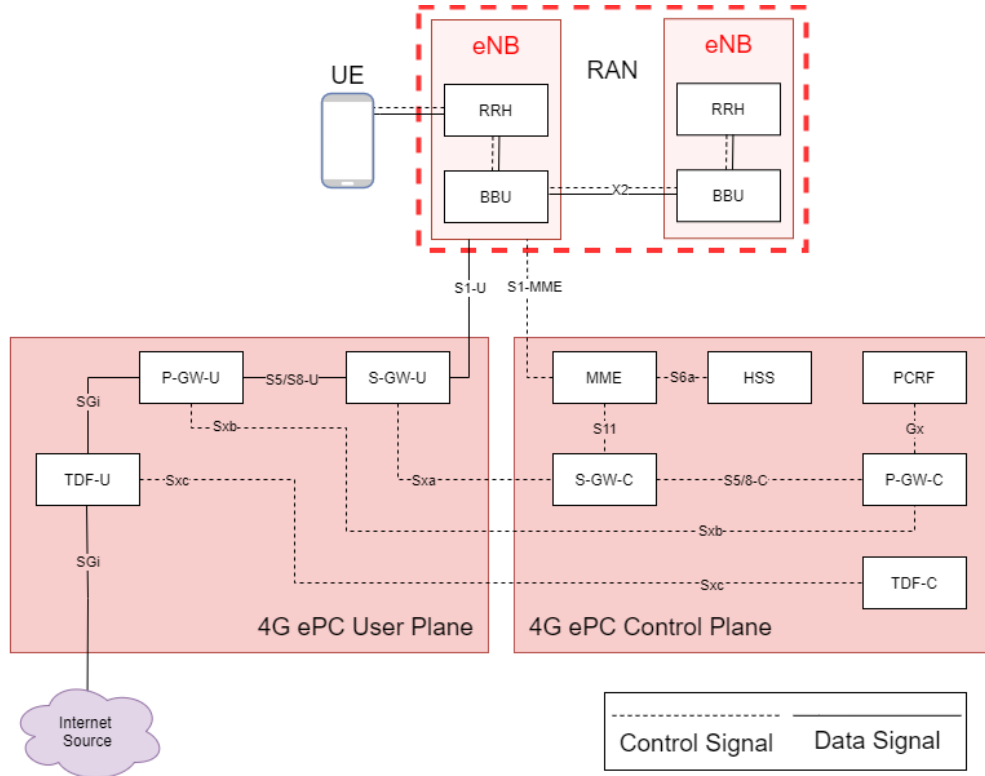 eNB
eNB
RAN
UE
RRH
RRH
BBU
X2
BBU
S1-U
S1-MME
P-GW-U
S5/S8-U
S-GW-U
MME
S6a
HSS
PCRF
SGi
Sxb
S11
Gx
TDF-U
Sxc
Sxa
S-GW-C
S5/8-C
P-GW-C
Sxb
SGi
Sxc
TDF-C
4G ePC User Plane
4G ePC Control Plane
Internet
Source
Control Signal
Data Signal